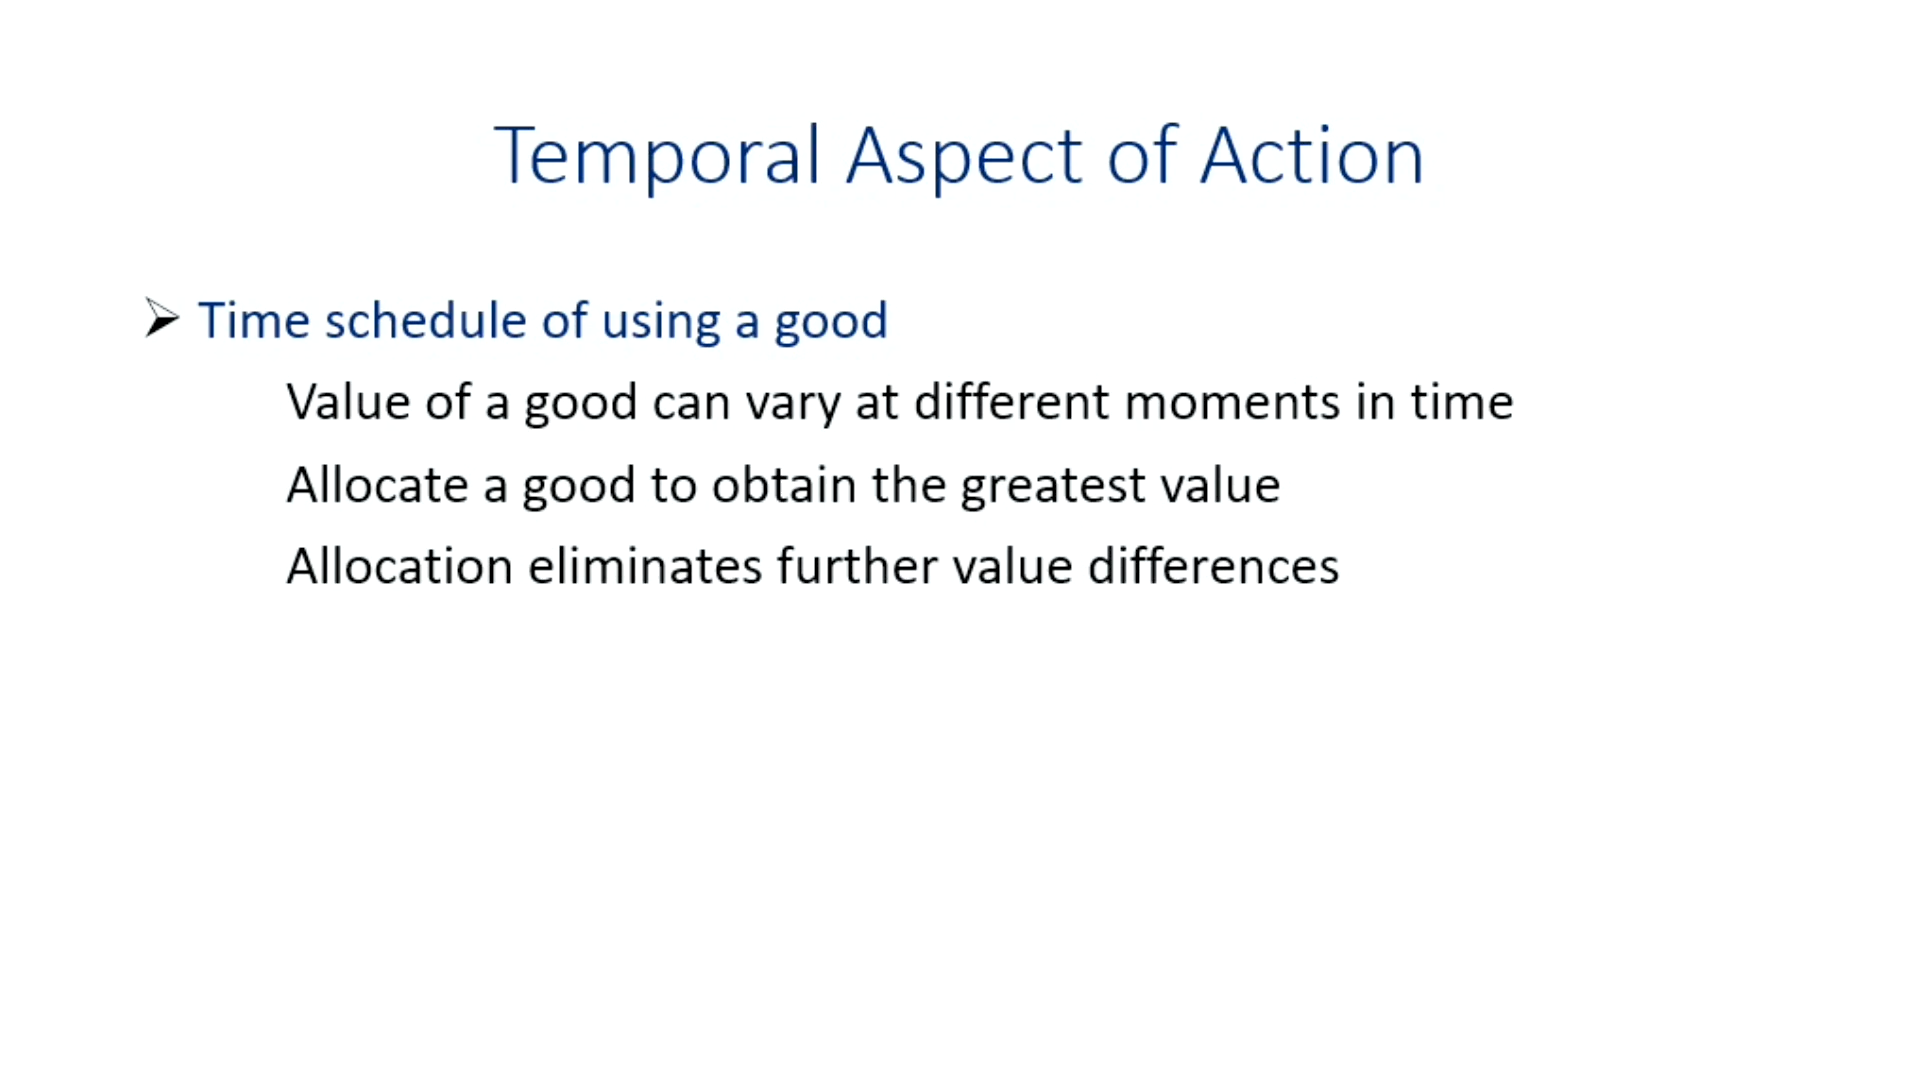 Temporal Aspect of Action
➢ Time schedule of using a good
Value of a good can vary at different moments in time
Allocate a good to obtain the greatest value
Allocation eliminates further value differences